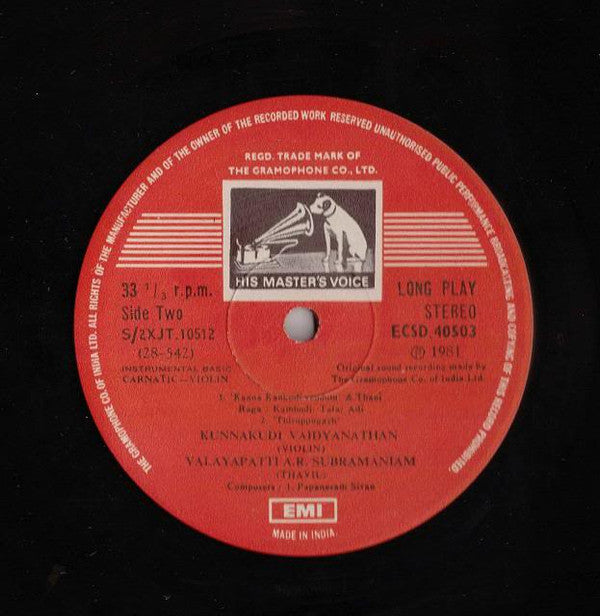 THE GRAMOPHONE CO. OF INDIA LTD. ALL RIGHTS OF THE MANUFACTURER AND OF THE OWNER OF THE RECORDED WORK RESERVED UNAUTHORISED PUBLIC PERFORMANCE BROADCASTING AND COPYING OF THIS RECORD PROHIBITED.
REGD. TRADE MARK OF
THE GRAMOPHONE CO., LTD.
HIS MASTER'S VOICE
33 1/3 r.p.m.
Side Two
S/2XJT.10512
(28-542)
INSTRUMENTAL BASIC
CARNATIC—VIOLIN
LONG PLAY
STEREO
ECSD.40503
Ⓟ 1981
Original sound recording made by
The Gramophone Co. of India Ltd.
1. & Thani
Raga : Kambodi; Tala: Adi
2. 'Thiruppugazh'
KUNNAKUDI VAIDYANATHAN
(VIOLIN)
VALAYAPATTI A.R. SUBRAMANIAM
(THAVIL)
Composers : 1. Papanasam Sivan
EMI
MADE IN INDIA